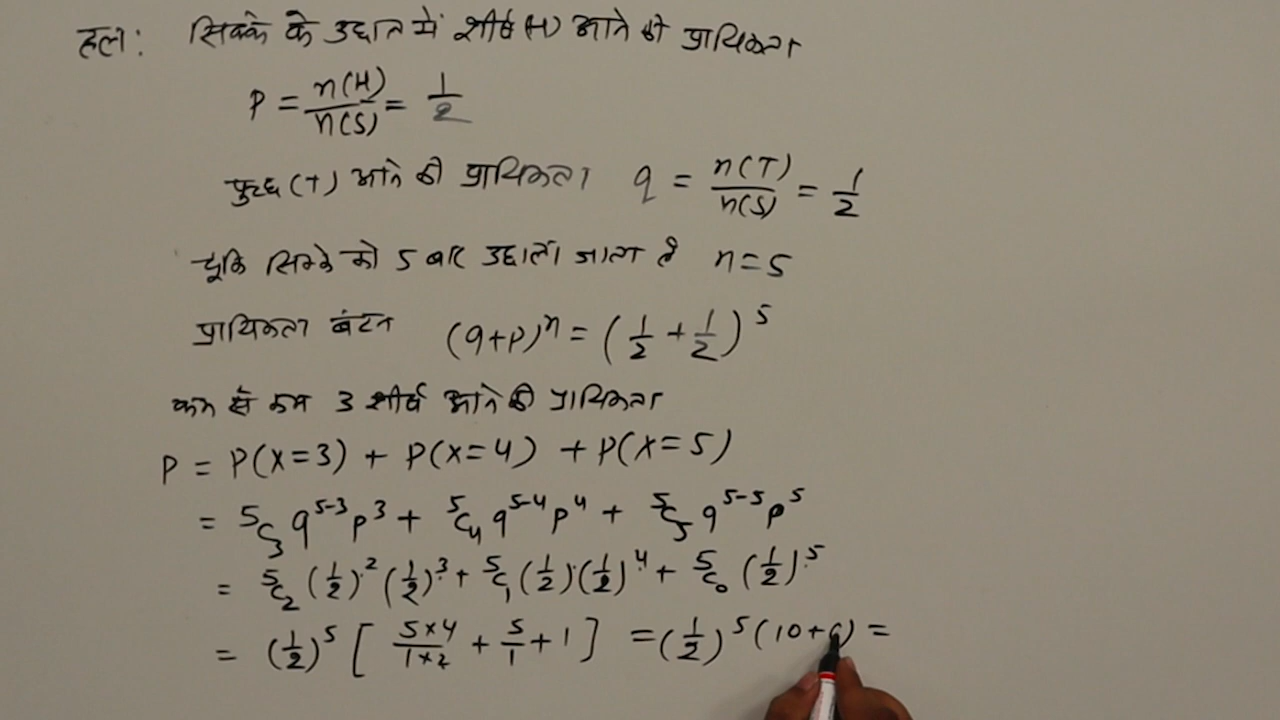 हल: सिक्के के उछाल में शीर्ष (H) आने की प्रायिकता
P = n(H)/n(S) = 1/2
पुच्छ (T) आने की प्रायिकता q = n(T)/n(S) = 1/2
चूंकि सिक्के को 5 बार उछाला जाता है n=5
प्रायिकता बंटन (q+p)^n = (1/2 + 1/2)^5
कम से कम 3 शीर्ष आने की प्रायिकता
P = P(X=3) + P(X=4) + P(X=5)
= ⁵C₃ q^5-3 p³ + ⁵C₄ q^5-4 p⁴ + ⁵C₅ q^5-5 p⁵
= ⁵C₂ (1/2)² (1/2)³ + ⁵C₁ (1/2) (1/2)⁴ + ⁵C₀ (1/2)⁵
= (1/2)⁵ [ 5×4/1×2 + 5/1 + 1 ] = (1/2)⁵ (10+6) =